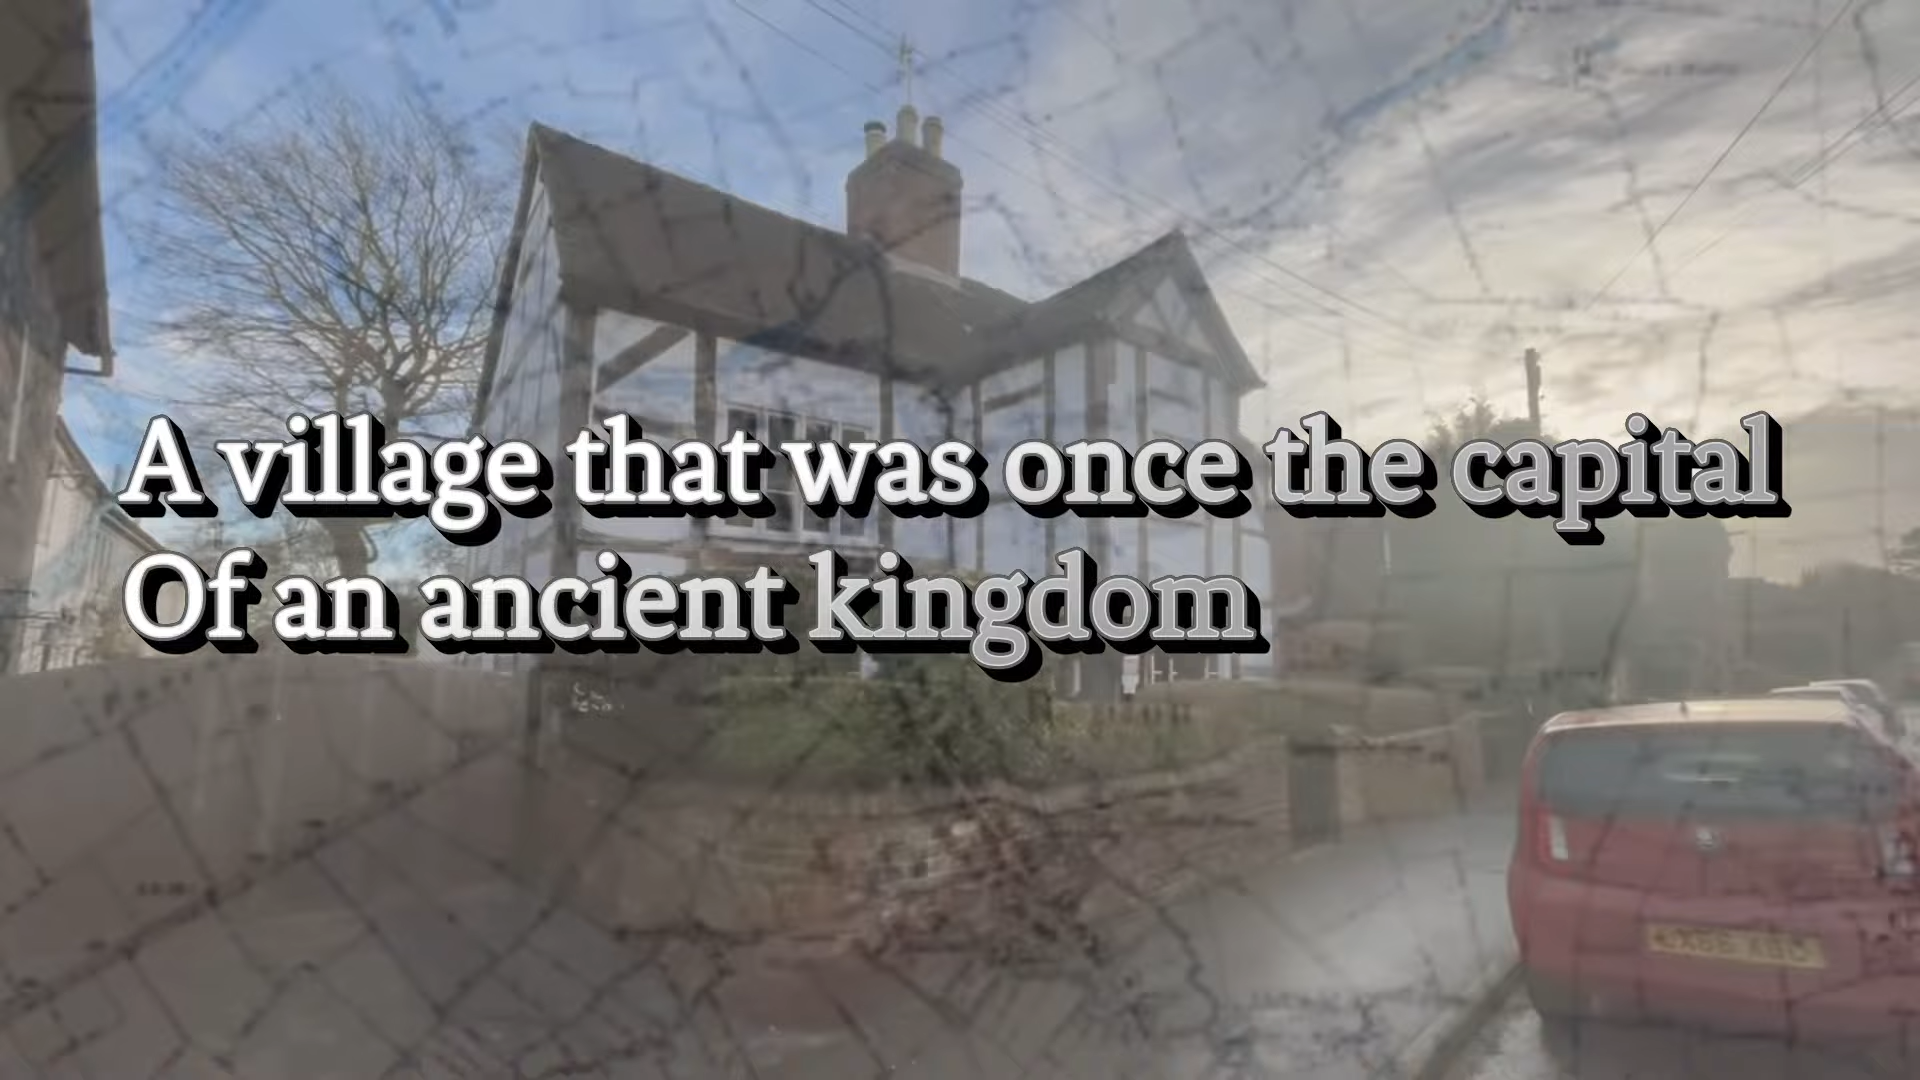 A village that was once the capital
Of an ancient kingdom